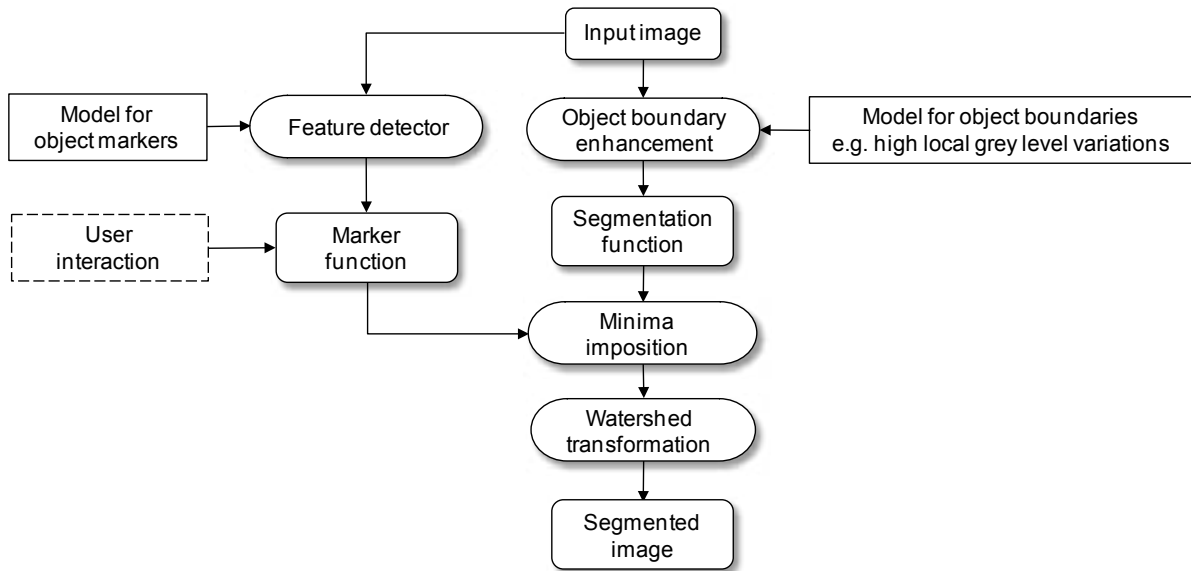 Input image
Model for
object markers
Feature detector
Object boundary
enhancement
Model for object boundaries
e.g. high local grey level variations
User
interaction
Marker
function
Segmentation
function
Minima
imposition
Watershed
transformation
Segmented
image